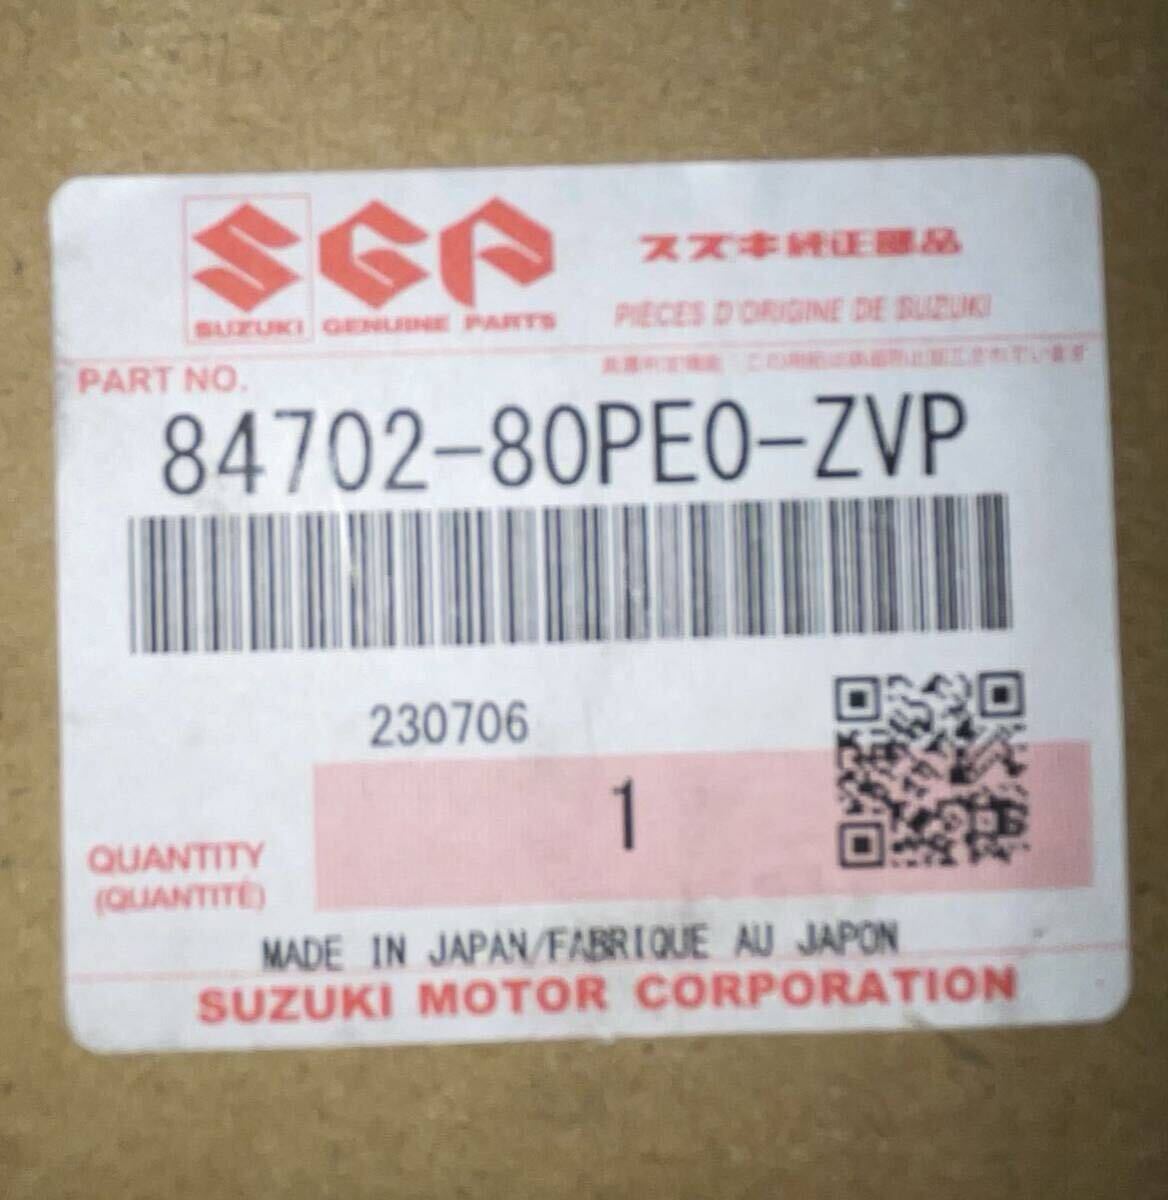 SUZUKI GENUINE PARTS
スズキ純正部品
PIÈCES D'ORIGINE DE SUZUKI
PART NO.
84702-80PE0-ZVP
230706
1
QUANTITY
(QUANTITÉ)
MADE IN JAPAN/FABRIQUE AU JAPON
SUZUKI MOTOR CORPORATION